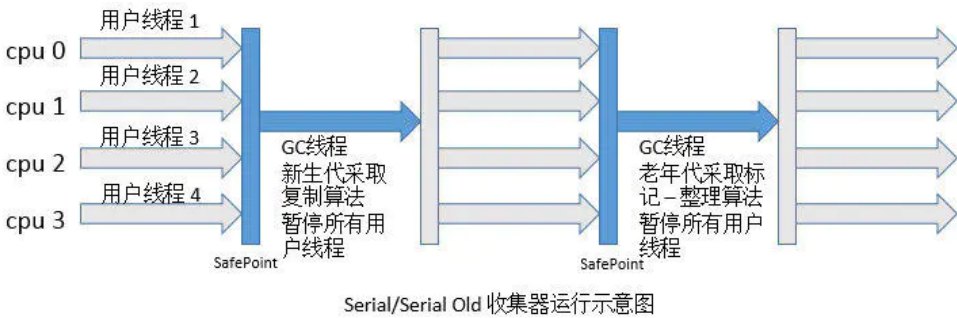 用户线程 1
cpu 0
用户线程 2
cpu 1
用户线程 3
cpu 2
用户线程 4
cpu 3
SafePoint
GC线程
新生代采取
复制算法
暂停所有用
户线程
SafePoint
GC线程
老年代采取标
记–整理算法
暂停所有用户
线程
Serial/Serial Old 收集器运行示意图